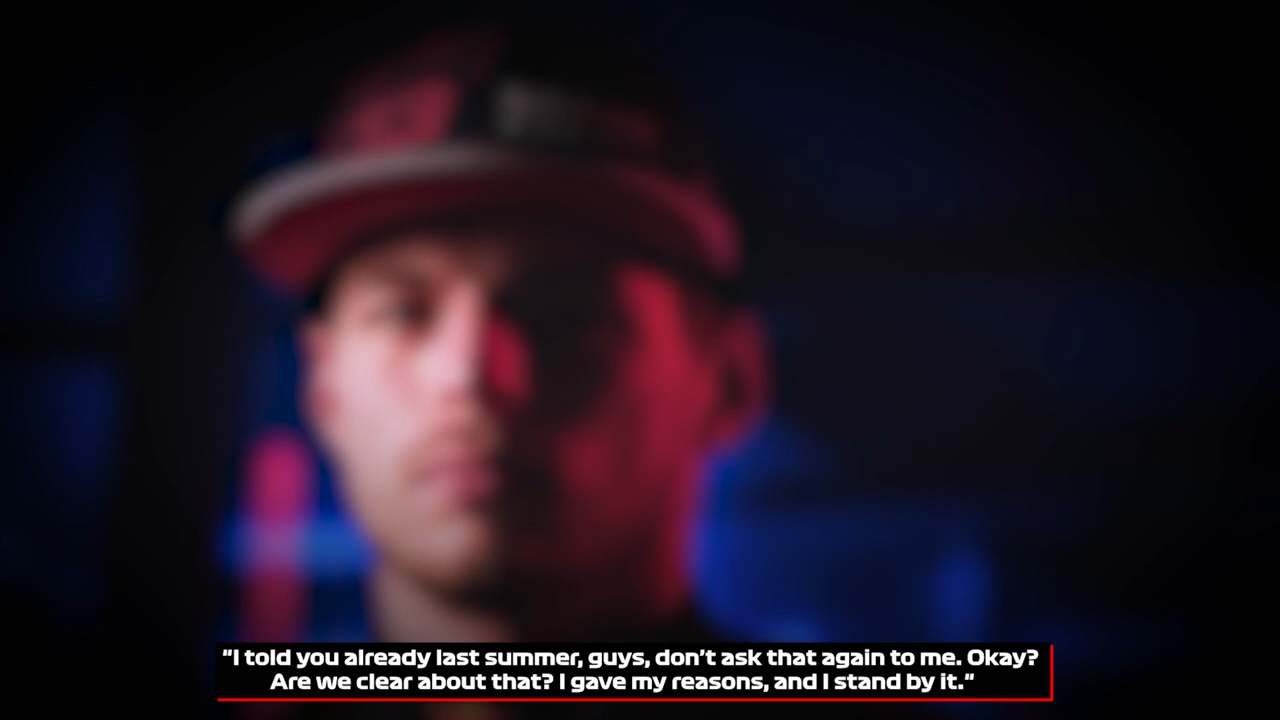 "I told you already last summer, guys, don't ask that again to me. Okay?
Are we clear about that? I gave my reasons, and I stand by it."